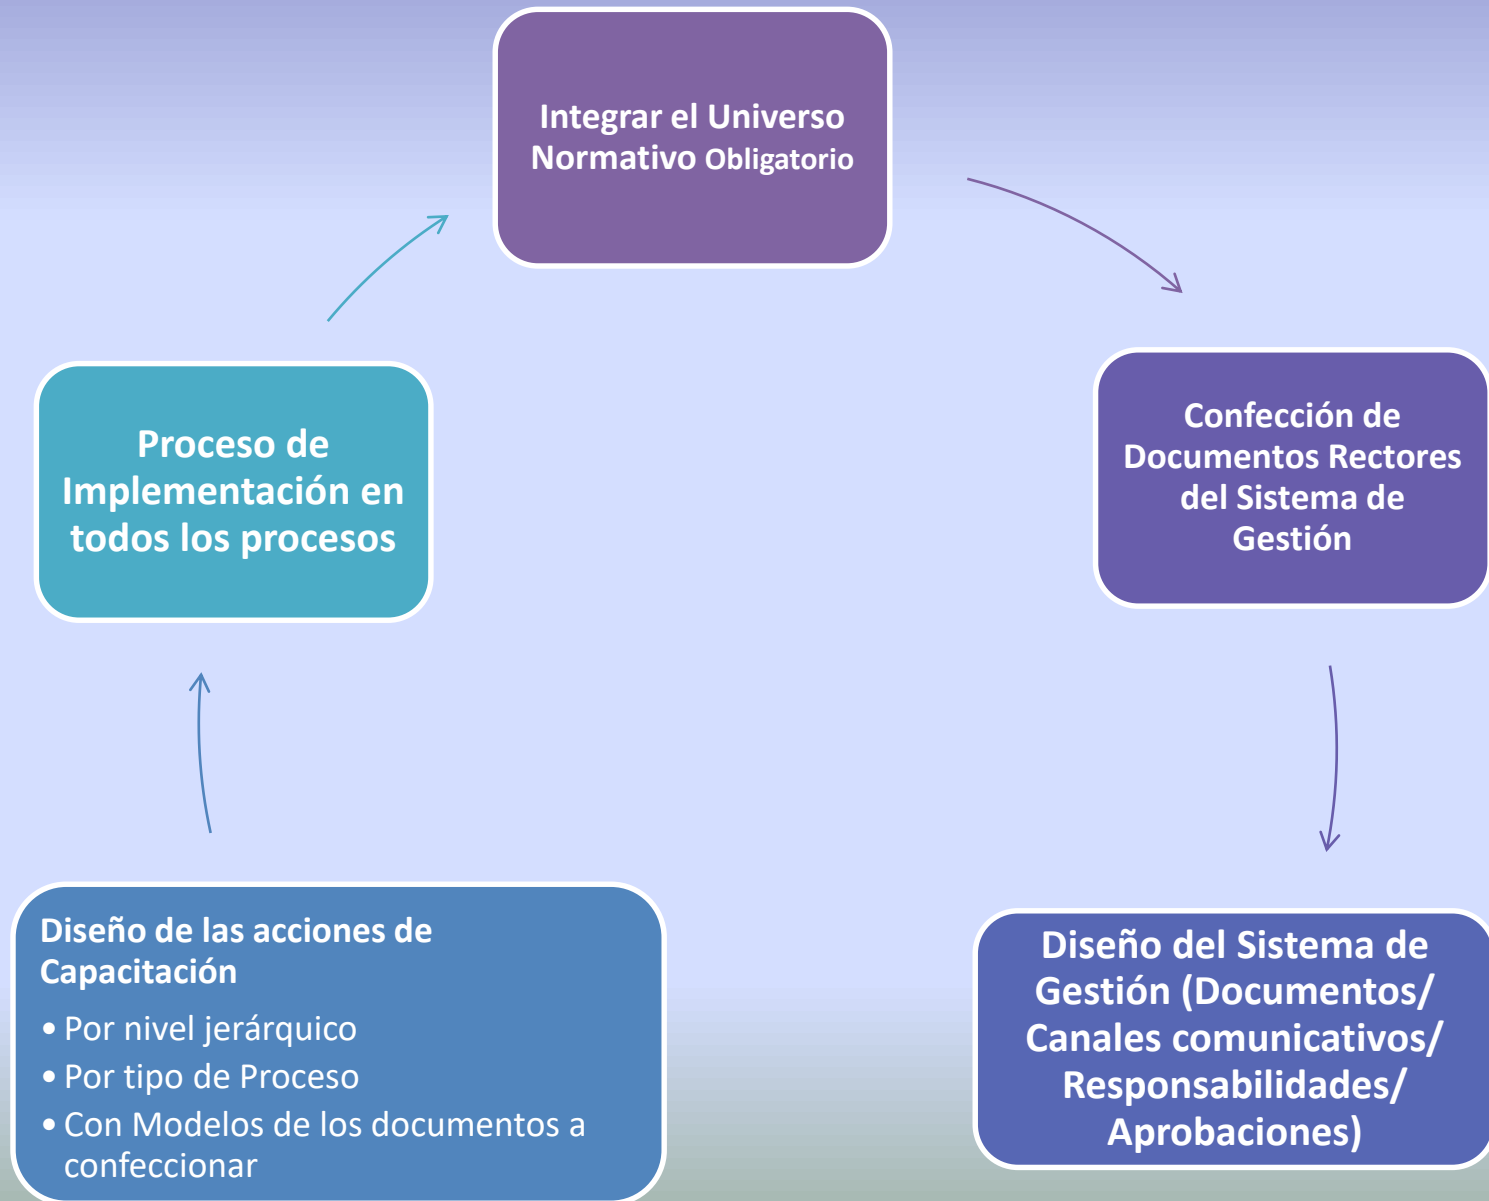 Integrar el Universo
Normativo Obligatorio
Confección de
Documentos Rectores
del Sistema de
Gestión
Diseño del Sistema de
Gestión (Documentos/
Canales comunicativos/
Responsabilidades/
Aprobaciones)
Diseño de las acciones de
Capacitación
• Por nivel jerárquico
• Por tipo de Proceso
• Con Modelos de los documentos a
confeccionar
Proceso de
Implementación en
todos los procesos